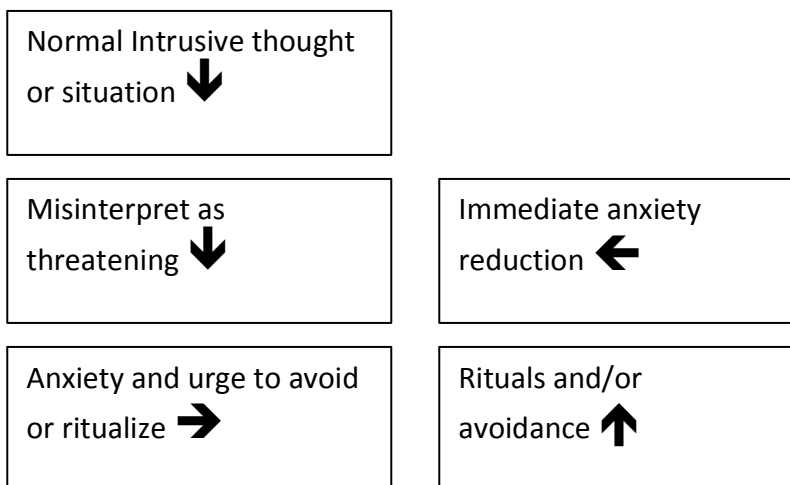 Normal Intrusive thought
or situation 🡻
Misinterpret as
threatening 🡻
Immediate anxiety
reduction 🡸
Anxiety and urge to avoid
or ritualize 🡺
Rituals and/or
avoidance 🡹